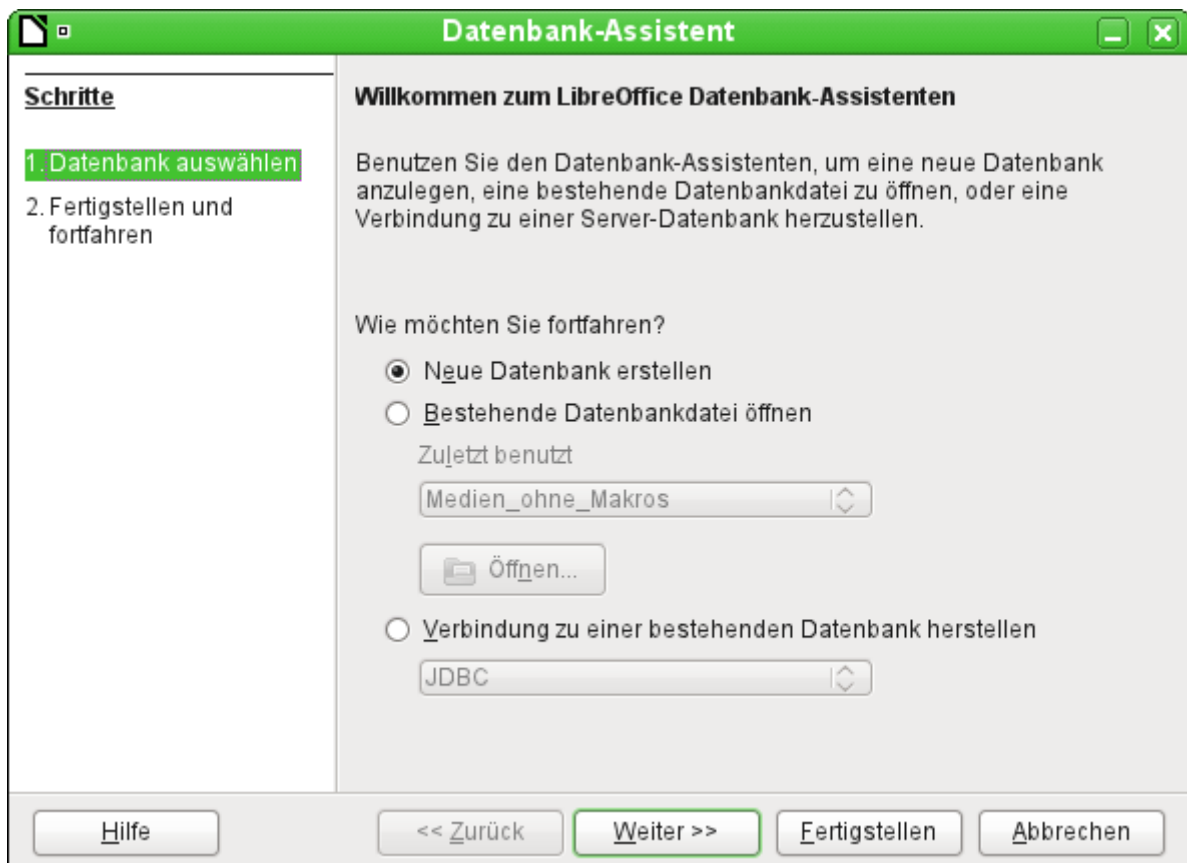 Datenbank-Assistent
Schritte
1. Datenbank auswählen
2. Fertigstellen und
fortfahren
Willkommen zum LibreOffice Datenbank-Assistenten
Benutzen Sie den Datenbank-Assistenten, um eine neue Datenbank
anzulegen, eine bestehende Datenbankdatei zu öffnen, oder eine
Verbindung zu einer Server-Datenbank herzustellen.
Wie möchten Sie fortfahren?
Neue Datenbank erstellen
Bestehende Datenbankdatei öffnen
Zuletzt benutzt
Medien_ohne_Makros
Öffnen...
Verbindung zu einer bestehenden Datenbank herstellen
JDBC
Hilfe
<< Zurück
Weiter >>
Fertigstellen
Abbrechen